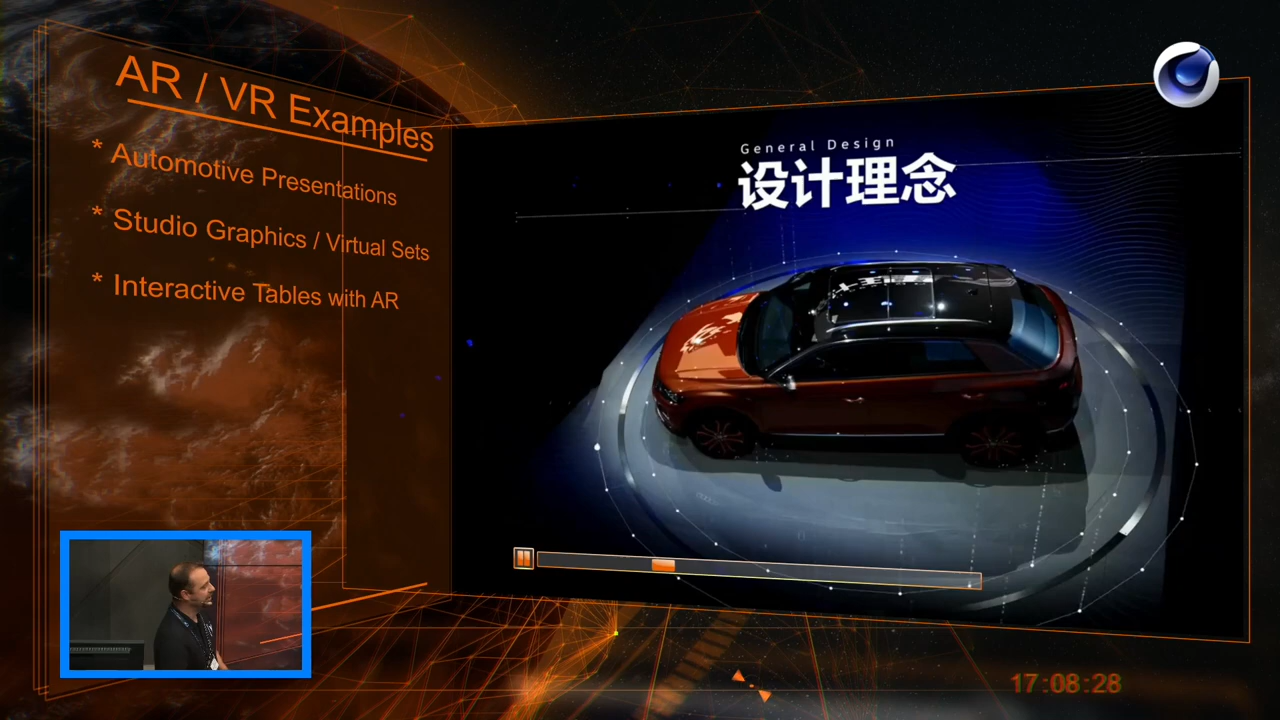 AR / VR Examples
* Automotive Presentations
* Studio Graphics / Virtual Sets
* Interactive Tables with AR
General Design
设计理念
17:08:28